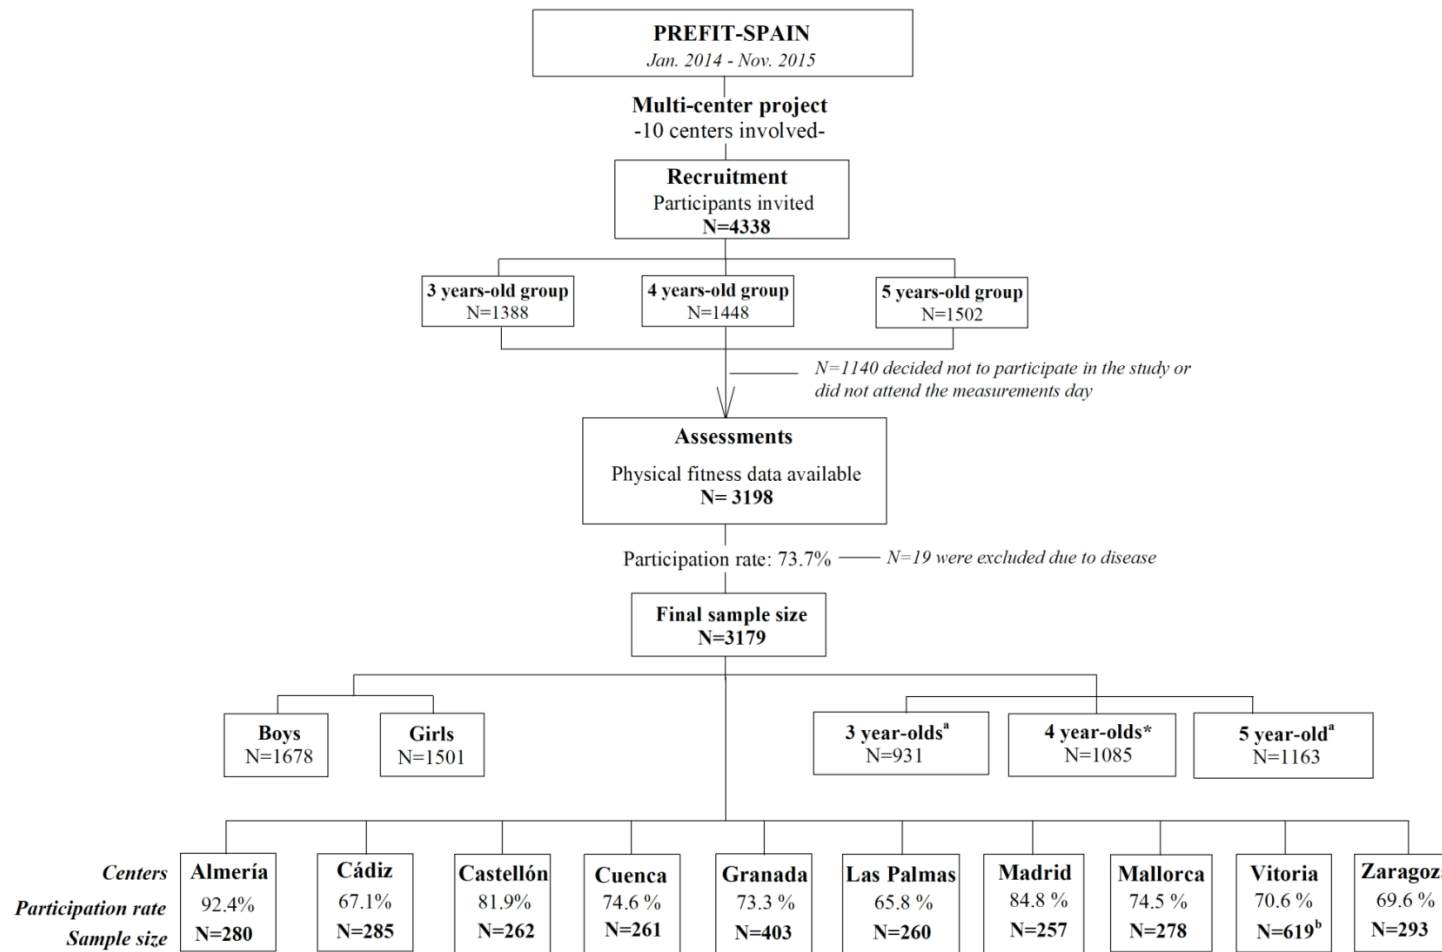 PREFIT-SPAIN
Jan. 2014 - Nov. 2015
Multi-center project
-10 centers involved-
Recruitment
Participants invited
N=4338
3 years-old group
N=1388
4 years-old group
N=1448
5 years-old group
N=1502
N=1140 decided not to participate in the study or
did not attend the measurements day
Assessments
Physical fitness data available
N= 3198
Participation rate: 73.7%
N=19 were excluded due to disease
Final sample size
N=3179
Boys
N=1678
Girls
N=1501
3 year-olds^a
N=931
4 year-olds*
N=1085
5 year-old^a
N=1163
Centers Almería Cádiz Castellón Cuenca Granada Las Palmas Madrid Mallorca Vitoria Zaragoz
Participation rate 92.4% 67.1% 81.9% 74.6 % 73.3 % 65.8 % 84.8 % 74.5 % 70.6 % 69.6 %
Sample size N=280 N=285 N=262 N=261 N=403 N=260 N=257 N=278 N=619^b N=293